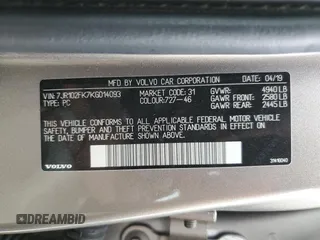 MFD. BY VOLVO CAR CORPORATION DATE 04/19
VIN: 7JR102FK7KG014093 MARKET CODE: 31 GVWR: 4940 LB
TYPE: PC COLOUR: 727-46 GAWR FRONT: 2580 LB
GAWR REAR: 2445 LB
THIS VEHICLE CONFORMS TO ALL APPLICABLE U.S. FEDERAL MOTOR VEHICLE
SAFETY, BUMPER, AND THEFT PREVENTION STANDARDS IN EFFECT ON
THE DATE OF MANUFACTURE SHOWN ABOVE.
VOLVO
DREAMBID